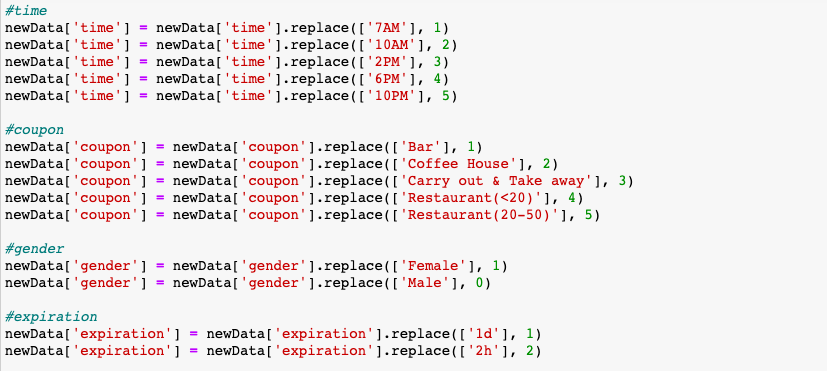 #time
newData['time'] = newData['time'].replace(['7AM'], 1)
newData['time'] = newData['time'].replace(['10AM'], 2)
newData['time'] = newData['time'].replace(['2PM'], 3)
newData['time'] = newData['time'].replace(['6PM'], 4)
newData['time'] = newData['time'].replace(['10PM'], 5)
#coupon
newData['coupon'] = newData['coupon'].replace(['Bar'], 1)
newData['coupon'] = newData['coupon'].replace(['Coffee House'], 2)
newData['coupon'] = newData['coupon'].replace(['Carry out & Take away'], 3)
newData['coupon'] = newData['coupon'].replace(['Restaurant(<20)'], 4)
newData['coupon'] = newData['coupon'].replace(['Restaurant(20-50)'], 5)
#gender
newData['gender'] = newData['gender'].replace(['Female'], 1)
newData['gender'] = newData['gender'].replace(['Male'], 0)
#expiration
newData['expiration'] = newData['expiration'].replace(['1d'], 1)
newData['expiration'] = newData['expiration'].replace(['2h'], 2)